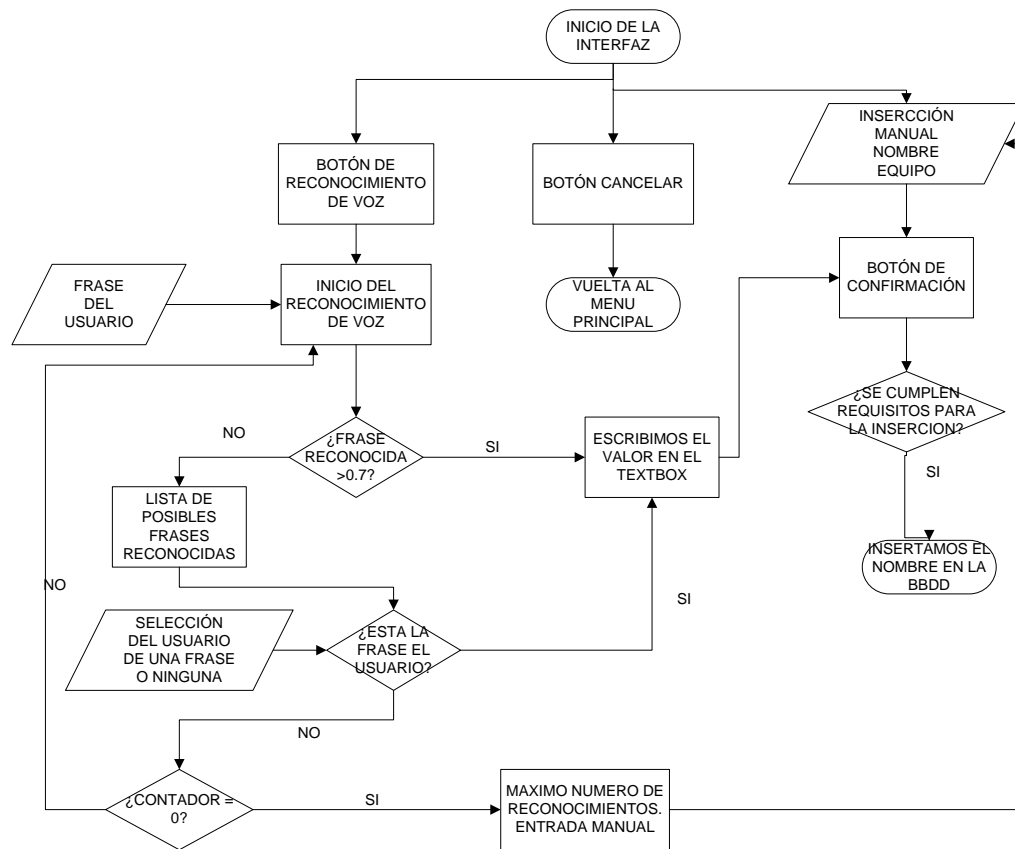 INICIO DE LA
INTERFAZ
BOTÓN DE
RECONOCIMIENTO
DE VOZ
BOTÓN CANCELAR
INSERCCIÓN
MANUAL
NOMBRE
EQUIPO
FRASE
DEL
USUARIO
INICIO DEL
RECONOCIMIENTO
DE VOZ
VUELTA AL
MENU
PRINCIPAL
BOTÓN DE
CONFIRMACIÓN
¿SE CUMPLEN
REQUISITOS PARA
LA INSERCION?
NO
¿FRASE
RECONOCIDA
>0.7?
SI
ESCRIBIMOS EL
VALOR EN EL
TEXTBOX
SI
LISTA DE
POSIBLES
FRASES
RECONOCIDAS
INSERTAMOS EL
NOMBRE EN LA
BBDD
NO
SI
SELECCIÓN
DEL USUARIO
DE UNA FRASE
O NINGUNA
¿ESTA LA
FRASE EL
USUARIO?
NO
¿CONTADOR =
0?
SI
MAXIMO NUMERO DE
RECONOCIMIENTOS.
ENTRADA MANUAL